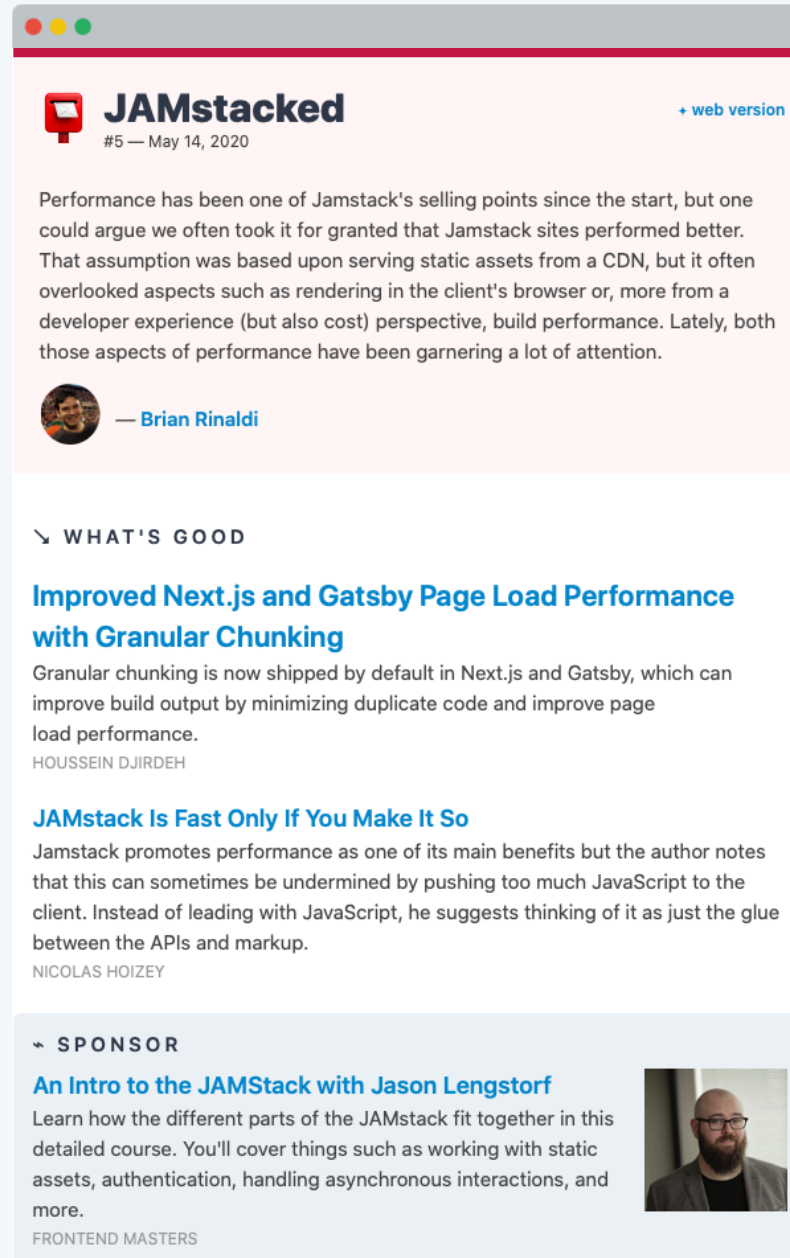 JAMstacked
✦ web version
#5 — May 14, 2020
Performance has been one of Jamstack's selling points since the start, but one
could argue we often took it for granted that Jamstack sites performed better.
That assumption was based upon serving static assets from a CDN, but it often
overlooked aspects such as rendering in the client's browser or, more from a
developer experience (but also cost) perspective, build performance. Lately, both
those aspects of performance have been garnering a lot of attention.
— Brian Rinaldi
↘ WHAT'S GOOD
Improved Next.js and Gatsby Page Load Performance
with Granular Chunking
Granular chunking is now shipped by default in Next.js and Gatsby, which can
improve build output by minimizing duplicate code and improve page
load performance.
HOUSSEIN DJIRDEH
JAMstack Is Fast Only If You Make It So
Jamstack promotes performance as one of its main benefits but the author notes
that this can sometimes be undermined by pushing too much JavaScript to the
client. Instead of leading with JavaScript, he suggests thinking of it as just the glue
between the APIs and markup.
NICOLAS HOIZEY
⌁ SPONSOR
An Intro to the JAMStack with Jason Lengstorf
Learn how the different parts of the JAMstack fit together in this
detailed course. You'll cover things such as working with static
assets, authentication, handling asynchronous interactions, and
more.
FRONTEND MASTERS